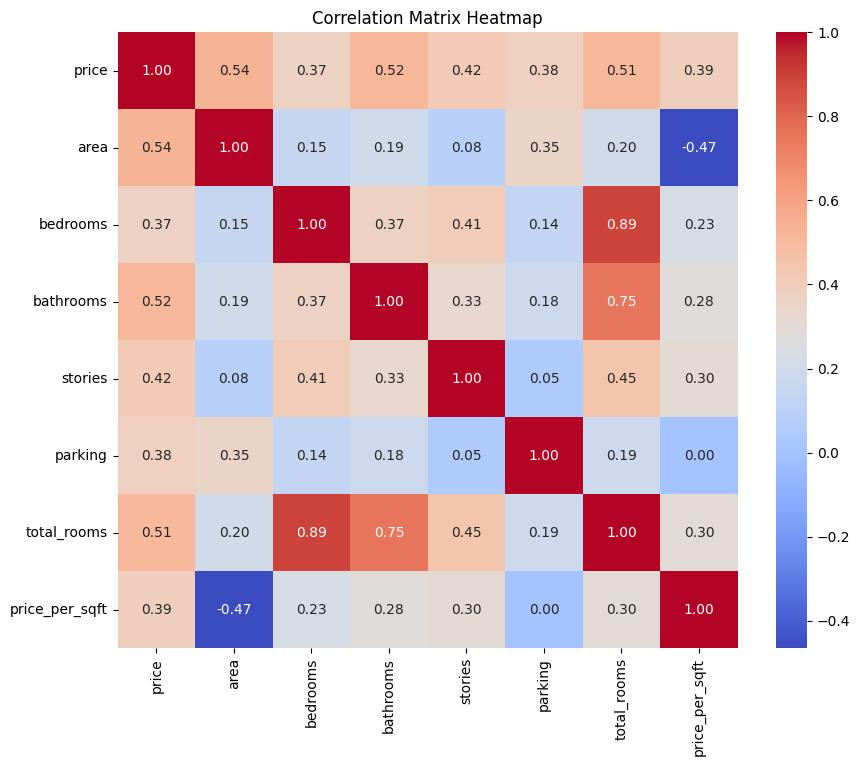 Correlation Matrix Heatmap
price 1.00 0.54 0.37 0.52 0.42 0.38 0.51 0.39
area 0.54 1.00 0.15 0.19 0.08 0.35 0.20 -0.47
bedrooms 0.37 0.15 1.00 0.37 0.41 0.14 0.89 0.23
bathrooms 0.52 0.19 0.37 1.00 0.33 0.18 0.75 0.28
stories 0.42 0.08 0.41 0.33 1.00 0.05 0.45 0.30
parking 0.38 0.35 0.14 0.18 0.05 1.00 0.19 0.00
total_rooms 0.51 0.20 0.89 0.75 0.45 0.19 1.00 0.30
price_per_sqft 0.39 -0.47 0.23 0.28 0.30 0.00 0.30 1.00
price area bedrooms bathrooms stories parking total_rooms price_per_sqft
1.0
0.8
0.6
0.4
0.2
0.0
−0.2
−0.4